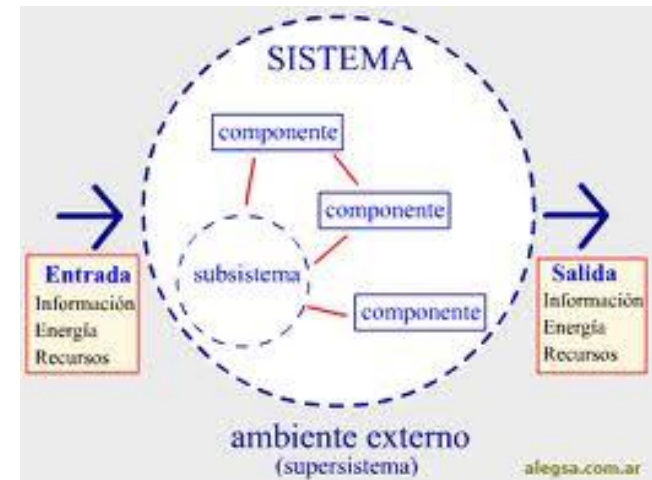 SISTEMA
componente
componente
subsistema
componente
Entrada
Información
Energía
Recursos
Salida
Información
Energía
Recursos
ambiente externo
(supersistema)
alegsa.com.ar